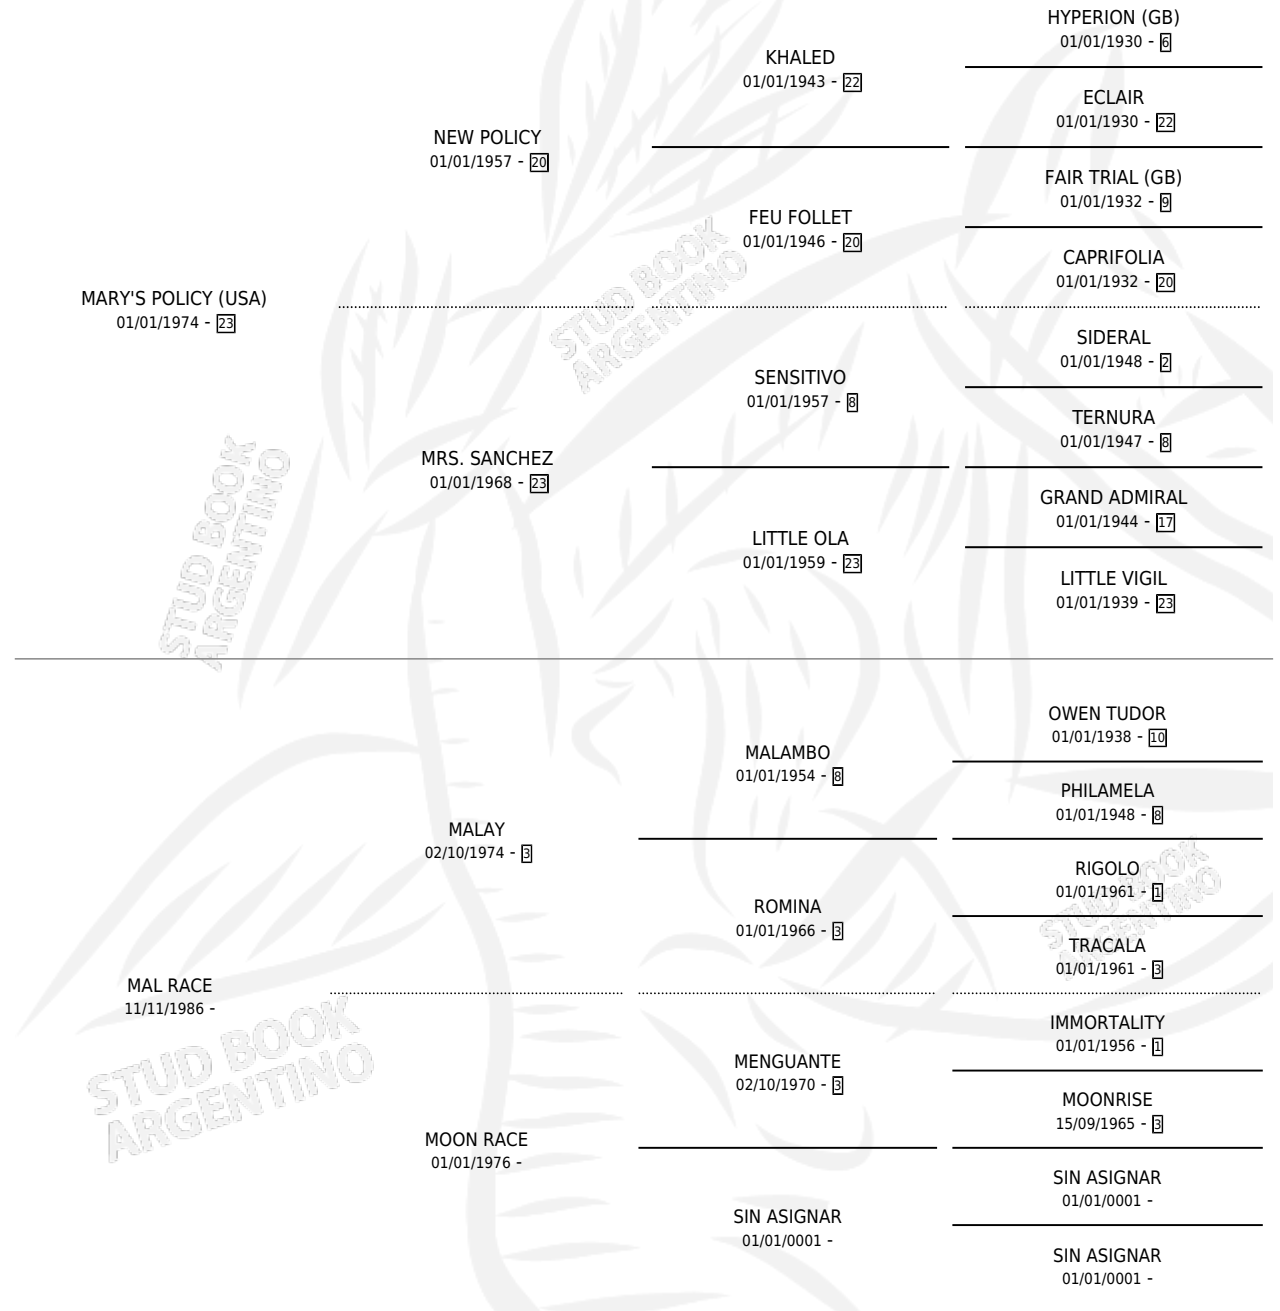 HYPERION (GB)
01/01/1930 - 6
KHALED
01/01/1943 - 22
ECLAIR
01/01/1930 - 22
NEW POLICY
01/01/1957 - 20
FAIR TRIAL (GB)
01/01/1932 - 9
FEU FOLLET
01/01/1946 - 20
CAPRIFOLIA
01/01/1932 - 20
MARY'S POLICY (USA)
01/01/1974 - 23
SIDERAL
01/01/1948 - 2
SENSITIVO
01/01/1957 - 8
TERNURA
01/01/1947 - 8
MRS. SANCHEZ
01/01/1968 - 23
GRAND ADMIRAL
01/01/1944 - 17
LITTLE OLA
01/01/1959 - 23
LITTLE VIGIL
01/01/1939 - 23
STUD BOOK
ARGENTINO
STUD BOOK
ARGENTINO
OWEN TUDOR
01/01/1938 - 10
MALAMBO
01/01/1954 - 8
PHILAMELA
01/01/1948 - 8
MALAY
02/10/1974 - 3
RIGOLO
01/01/1961 - 1
ROMINA
01/01/1966 - 3
TRACALA
01/01/1961 - 3
STUD BOOK
ARGENTINO
MAL RACE
11/11/1986 -
IMMORTALITY
01/01/1956 - 1
MENGUANTE
02/10/1970 - 3
MOONRISE
15/09/1965 - 3
MOON RACE
01/01/1976 -
SIN ASIGNAR
01/01/0001 -
SIN ASIGNAR
01/01/0001 -
SIN ASIGNAR
01/01/0001 -
STUD BOOK
ARGENTINO